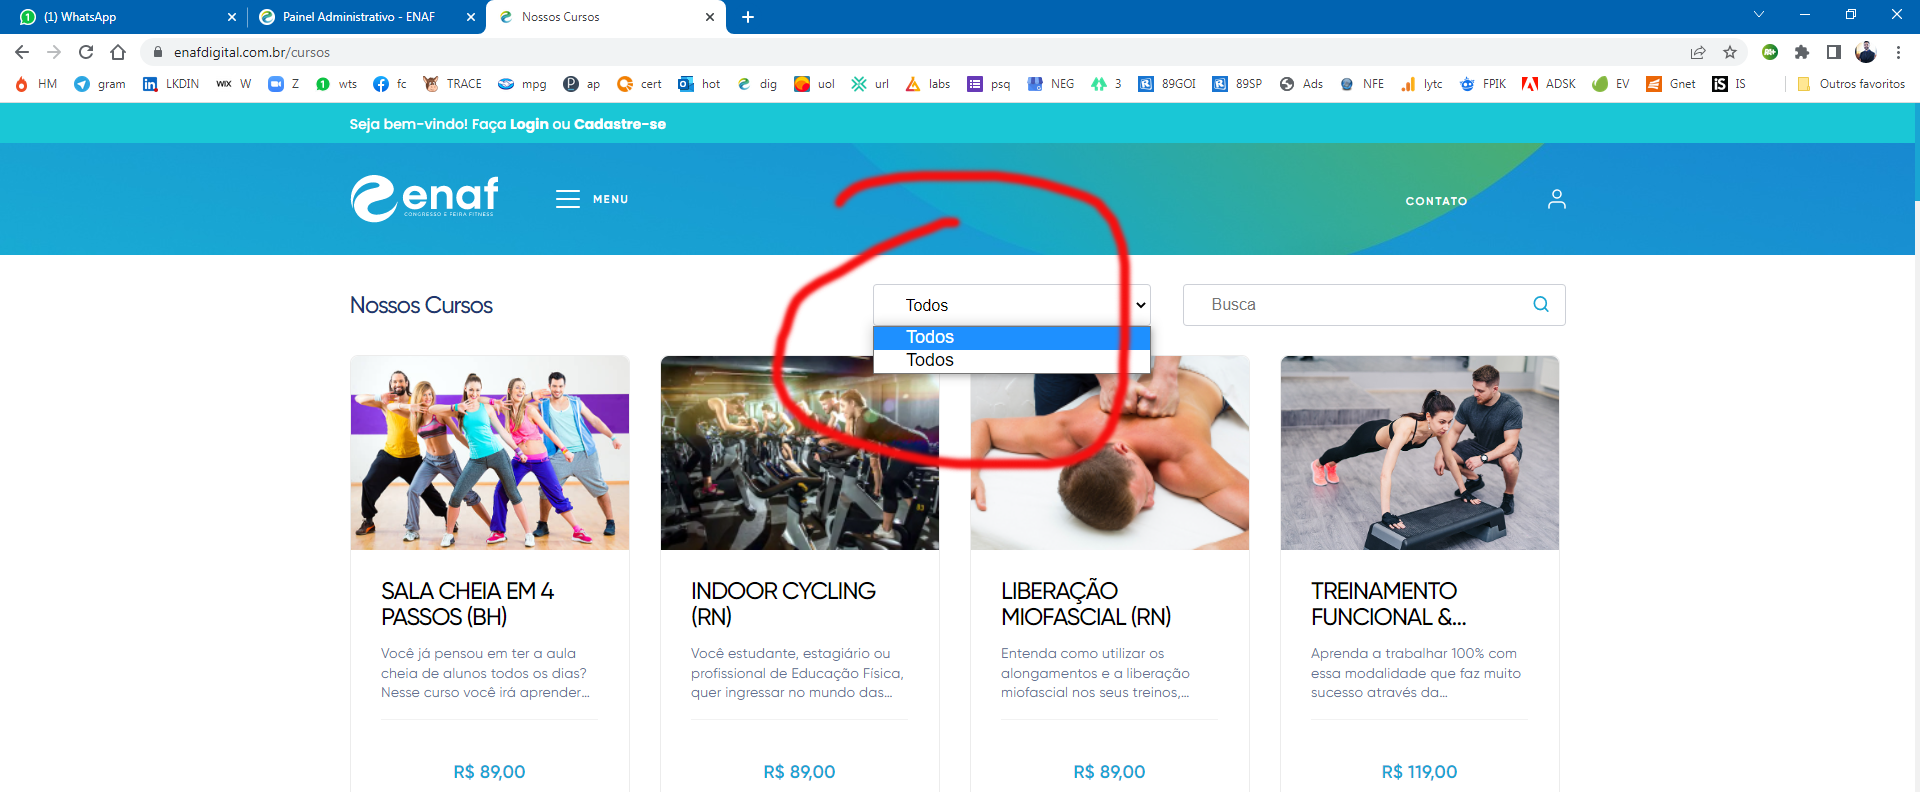 (1) WhatsApp
Painel Administrativo - ENAF
Nossos Cursos
enafdigital.com.br/cursos
HM
gram
LKDIN
WIX W
Z
wts
fc
TRACE
mpg
ap
cert
hot
dig
uol
url
labs
psq
NEG
3
89GOI
89SP
Ads
NFE
lytc
FPIK
ADSK
EV
Gnet
iS IS
Outros favoritos
Seja bem-vindo! Faça Login ou Cadastre-se
enaf
CONGRESSO E FEIRA FITNESS
MENU
CONTATO
Nossos Cursos
Todos
Busca
Todos
Todos
SALA CHEIA EM 4
PASSOS (BH)
Você já pensou em ter a aula
cheia de alunos todos os dias?
Nesse curso você irá aprender...
R$ 89,00
INDOOR CYCLING
(RN)
Você estudante, estagiário ou
profissional de Educação Física,
quer ingressar no mundo das...
R$ 89,00
LIBERAÇÃO
MIOFASCIAL (RN)
Entenda como utilizar os
alongamentos e a liberação
miofascial nos seus treinos,...
R$ 89,00
TREINAMENTO
FUNCIONAL &...
Aprenda a trabalhar 100% com
essa modalidade que faz muito
sucesso através da...
R$ 119,00